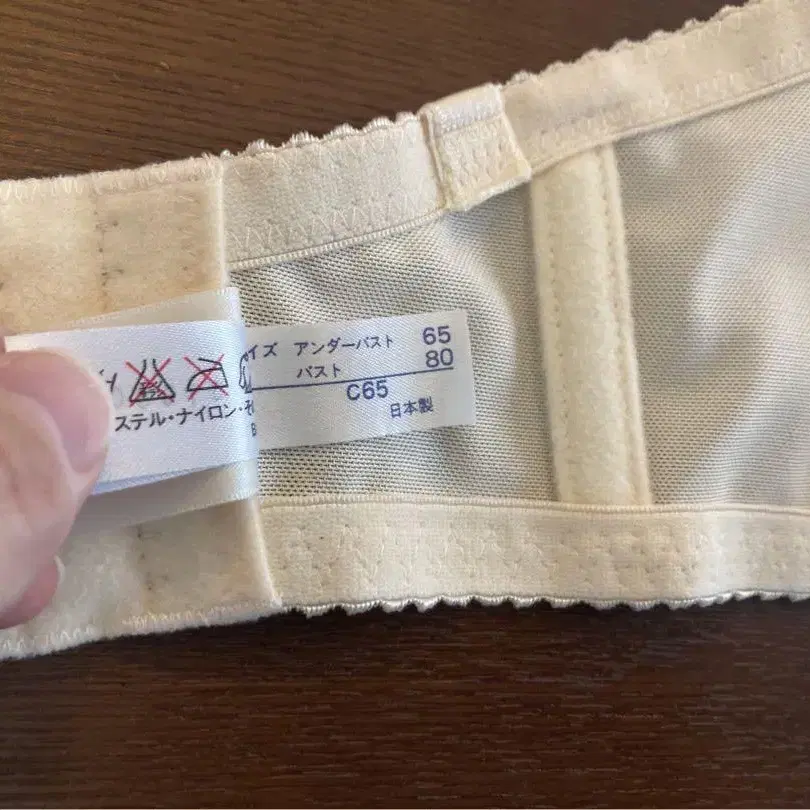 イズ アンダーバスト 65
バスト 80
C65
日本製
ステル・ナイロン・